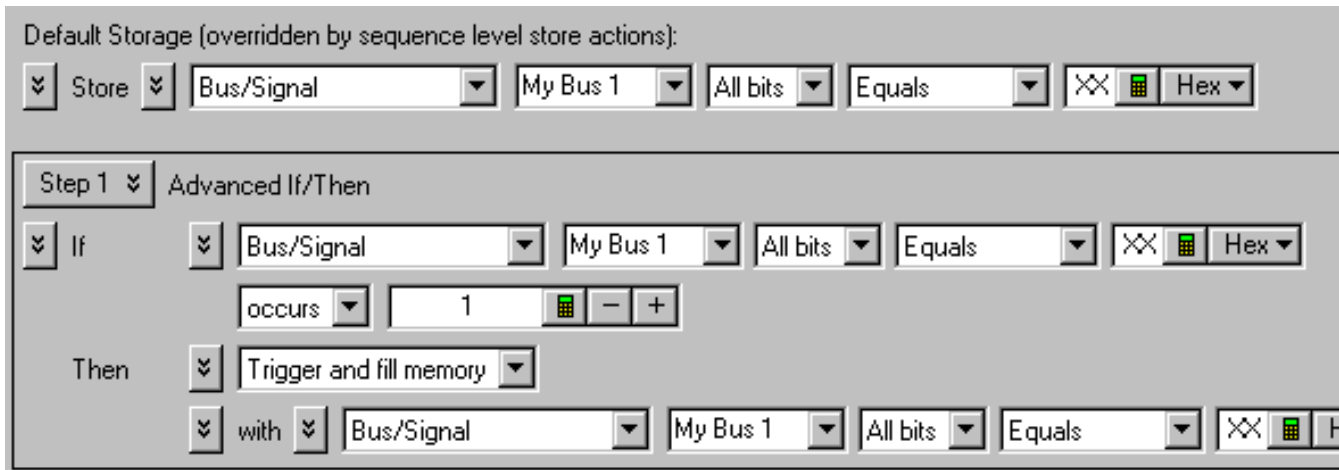 Default Storage (overridden by sequence level store actions):
Store Bus/Signal My Bus 1 All bits Equals XX Hex
Step 1 Advanced If/Then
If Bus/Signal My Bus 1 All bits Equals XX Hex
occurs 1 − +
Then Trigger and fill memory
with Bus/Signal My Bus 1 All bits Equals XX H